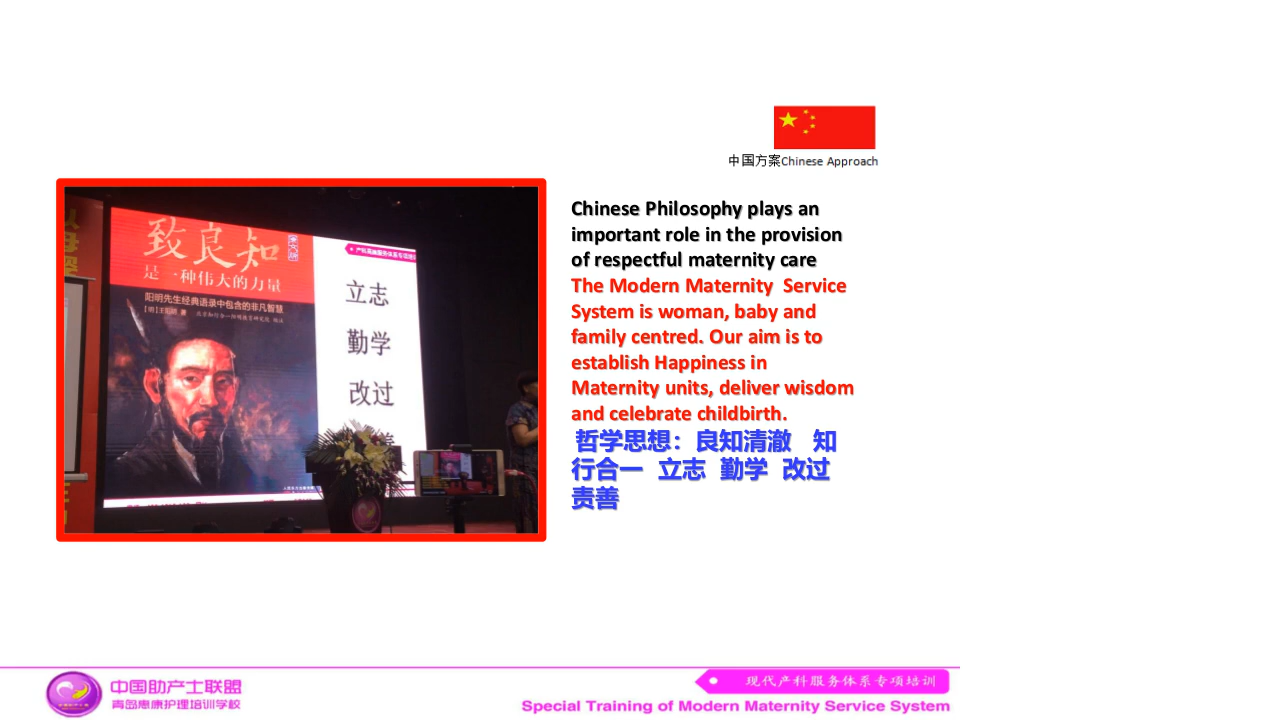 中国方案Chinese Approach
Chinese Philosophy plays an
important role in the provision
of respectful maternity care
The Modern Maternity  Service
System is woman, baby and
family centred. Our aim is to
establish Happiness in
Maternity units, deliver wisdom
and celebrate childbirth.
哲学思想：良知清澈   知
行合一  立志  勤学  改过
责善
致良知
是一种伟大的力量
阳明先生经典语录中包含的非凡智慧
[明]王阳明 著
立志
勤学
改过
中国助产士联盟
青岛惠康护理培训学校
现代产科服务体系专项培训
Special Training of Modern Maternity Service System